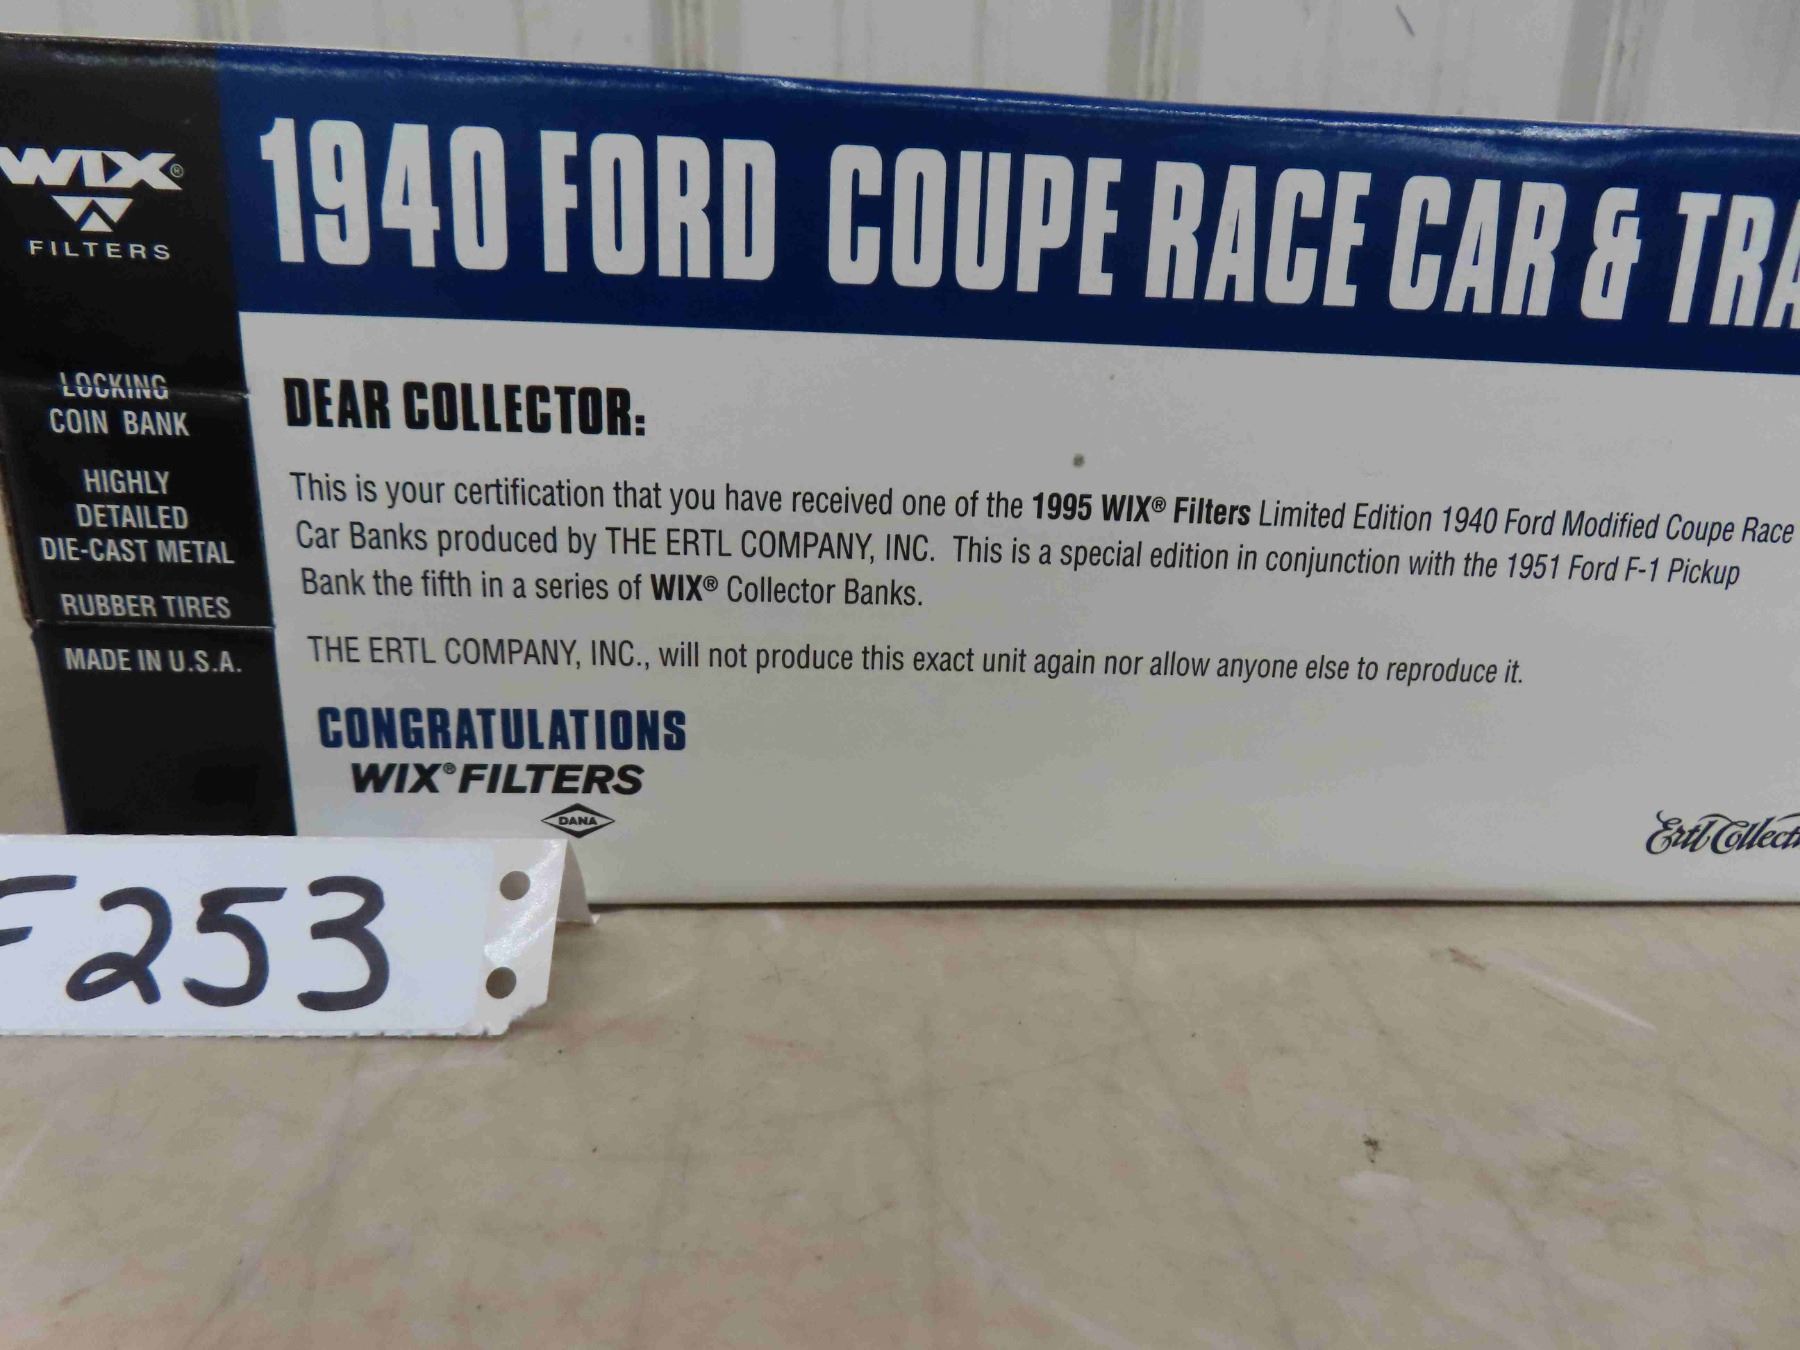 WIX®
FILTERS
LOCKING
COIN BANK
HIGHLY
DETAILED
DIE-CAST METAL
RUBBER TIRES
MADE IN U.S.A.
1940 FORD COUPE RACE CAR & TRA
DEAR COLLECTOR:
This is your certification that you have received one of the 1995 WIX® Filters Limited Edition 1940 Ford Modified Coupe Race
Car Banks produced by THE ERTL COMPANY, INC. This is a special edition in conjunction with the 1951 Ford F-1 Pickup
Bank the fifth in a series of WIX® Collector Banks.
THE ERTL COMPANY, INC., will not produce this exact unit again nor allow anyone else to reproduce it.
CONGRATULATIONS
WIX® FILTERS
DANA
Ertl Collecti
F253